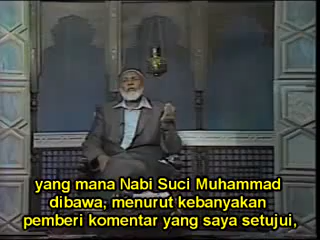 yang mana Nabi Suci Muhammad
dibawa, menurut kebanyakan
pemberi komentar yang saya setujui,